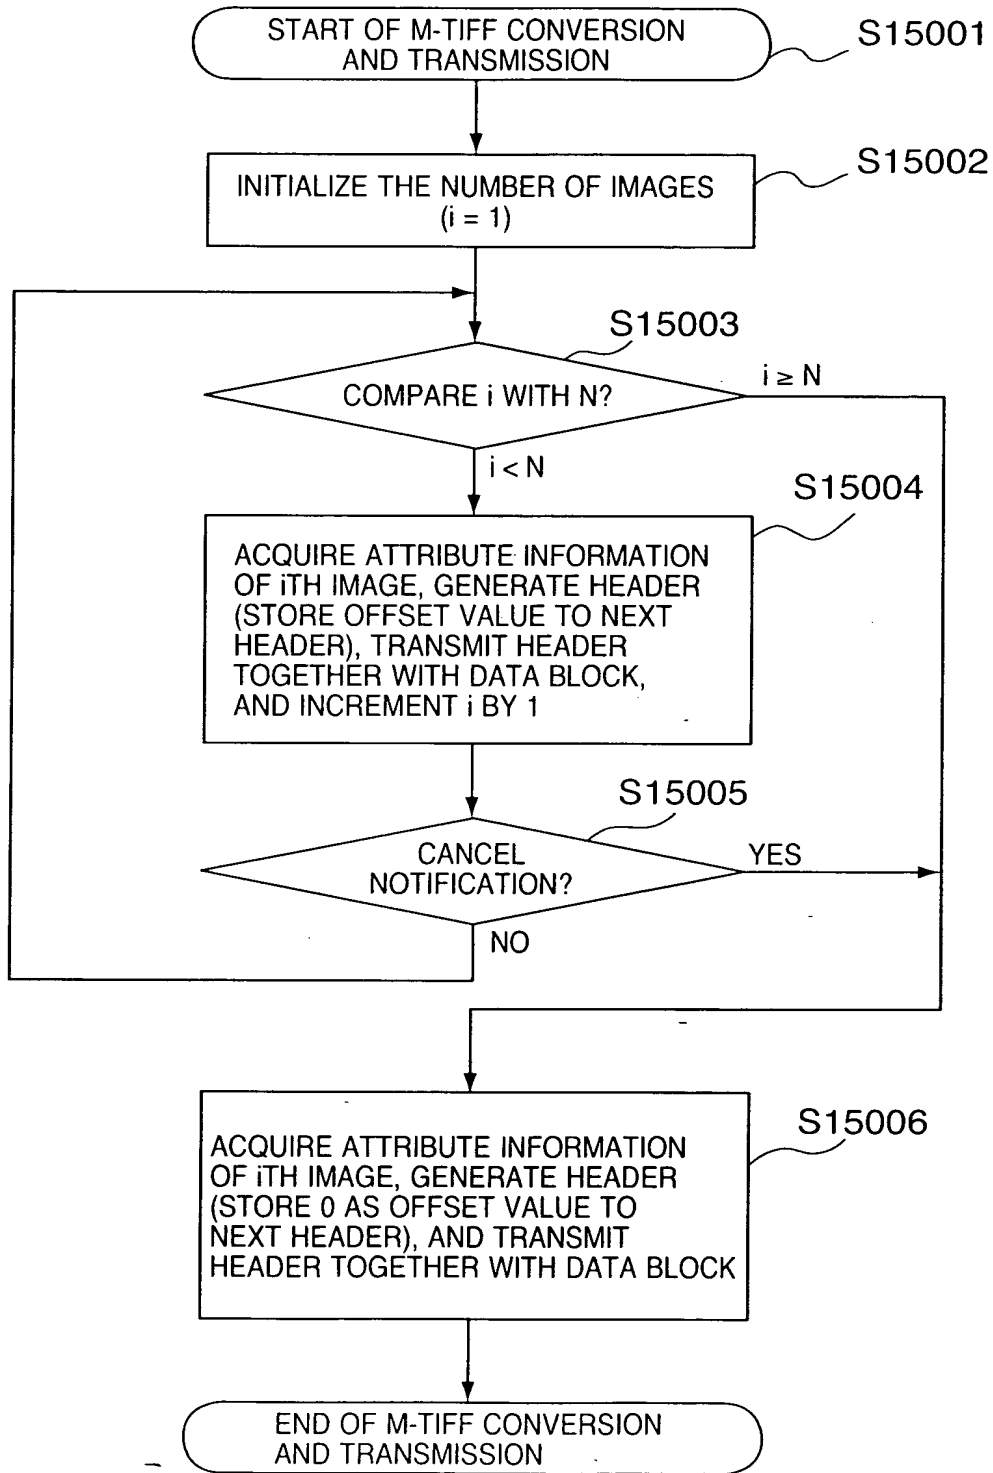 START OF M-TIFF CONVERSION
AND TRANSMISSION
S15001
INITIALIZE THE NUMBER OF IMAGES
(i = 1)
S15002
S15003
COMPARE i WITH N?
i ≥ N
i < N
S15004
ACQUIRE ATTRIBUTE INFORMATION
OF iTH IMAGE, GENERATE HEADER
(STORE OFFSET VALUE TO NEXT
HEADER), TRANSMIT HEADER
TOGETHER WITH DATA BLOCK,
AND INCREMENT i BY 1
S15005
CANCEL
NOTIFICATION?
YES
NO
S15006
ACQUIRE ATTRIBUTE INFORMATION
OF iTH IMAGE, GENERATE HEADER
(STORE 0 AS OFFSET VALUE TO
NEXT HEADER), AND TRANSMIT
HEADER TOGETHER WITH DATA BLOCK
END OF M-TIFF CONVERSION
AND TRANSMISSION